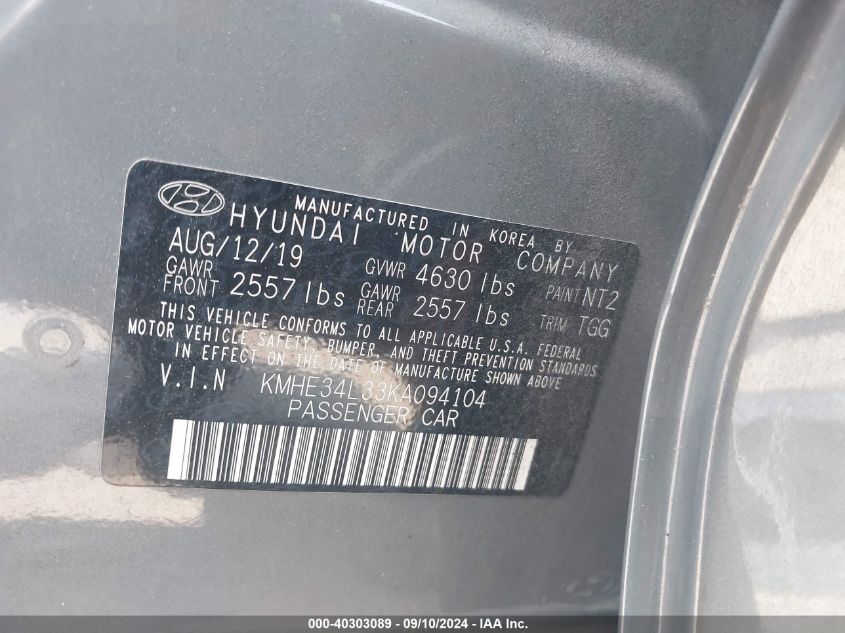 MANUFACTURED IN KOREA BY
HYUNDAI MOTOR COMPANY
AUG/12/19 GVWR 4630 lbs PAINT NT2
GAWR FRONT 2557 lbs GAWR REAR 2557 lbs TRIM TGG
THIS VEHICLE CONFORMS TO ALL APPLICABLE U.S.A. FEDERAL
MOTOR VEHICLE SAFETY, BUMPER, AND THEFT PREVENTION STANDARDS
IN EFFECT ON THE DATE OF MANUFACTURE SHOWN ABOVE
V.I.N KMHE34L33KA094104
PASSENGER CAR
000-40303089 - 09/10/2024 - © IAA Inc.